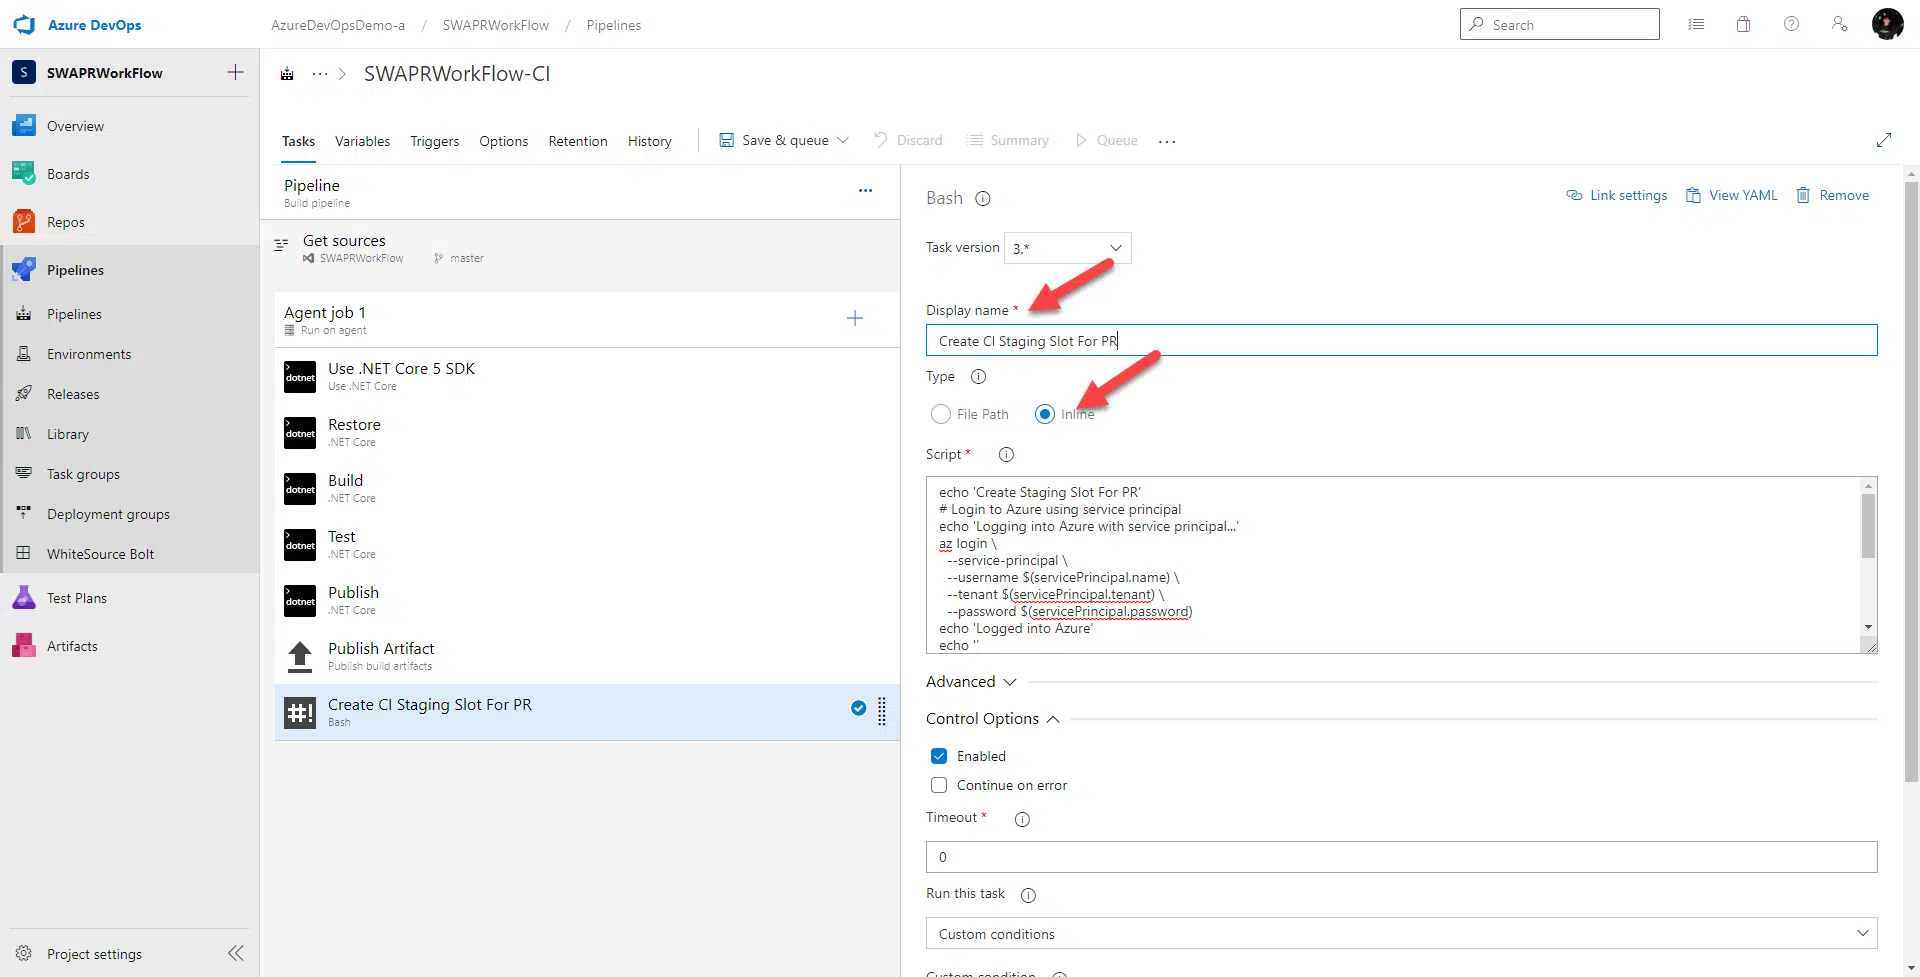 Azure DevOps
AzureDevOpsDemo-a / SWAPRWorkFlow / Pipelines
Search
S SWAPRWorkFlow
Overview
Boards
Repos
Pipelines
Pipelines
Environments
Releases
Library
Task groups
Deployment groups
WhiteSource Bolt
Test Plans
Artifacts
Project settings
... > SWAPRWorkFlow-CI
Tasks Variables Triggers Options Retention History Save & queue Discard Summary Queue ...
Pipeline
Build pipeline
Get sources
SWAPRWorkFlow master
Agent job 1
Run on agent
dotnet
Use .NET Core 5 SDK
Use .NET Core
dotnet
Restore
.NET Core
dotnet
Build
.NET Core
dotnet
Test
.NET Core
dotnet
Publish
.NET Core
Publish Artifact
Publish build artifacts
#!
Create CI Staging Slot For PR
Bash
Bash
Link settings View YAML Remove
Task version 3.*
Display name *
Create CI Staging Slot For PR
Type
File Path Inline
Script *
echo 'Create Staging Slot For PR'
# Login to Azure using service principal
echo 'Logging into Azure with service principal...'
az login \
--service-principal \
--username $(servicePrincipal.name) \
--tenant $(servicePrincipal.tenant) \
--password $(servicePrincipal.password)
echo 'Logged into Azure'
echo ''
Advanced
Control Options
Enabled
Continue on error
Timeout *
0
Run this task
Custom conditions
Custom condition